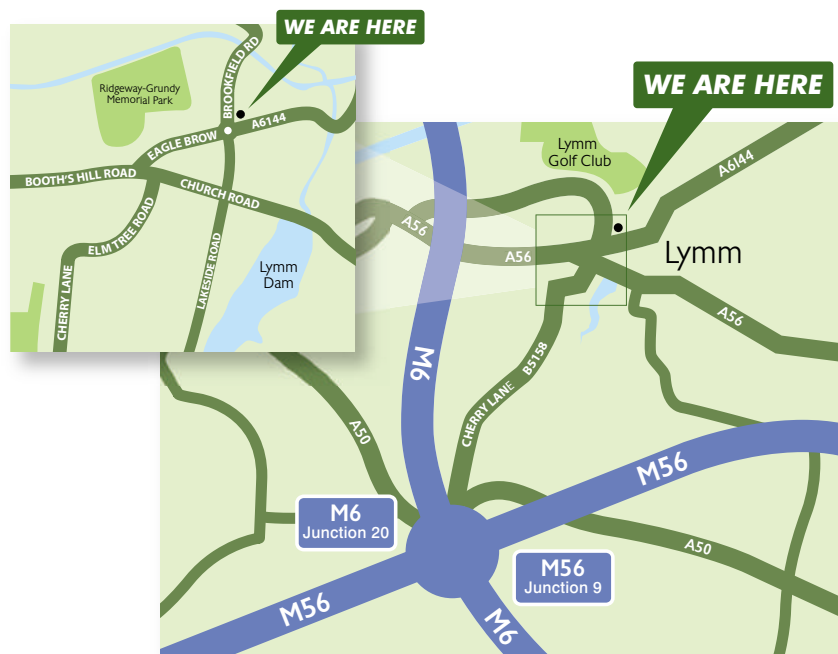 WE ARE HERE
BROOKFIELD RD
Ridgeway-Grundy
Memorial Park
A6144
EAGLE BROW
BOOTH'S HILL ROAD
CHURCH ROAD
ELM TREE ROAD
CHERRY LANE
LAKESIDE ROAD
Lymm
Dam
WE ARE HERE
Lymm
Golf Club
A6144
A56
A56
Lymm
A56
M6
B5158
CHERRY LANE
A50
M56
M6
Junction 20
A50
M56
Junction 9
M56
M6